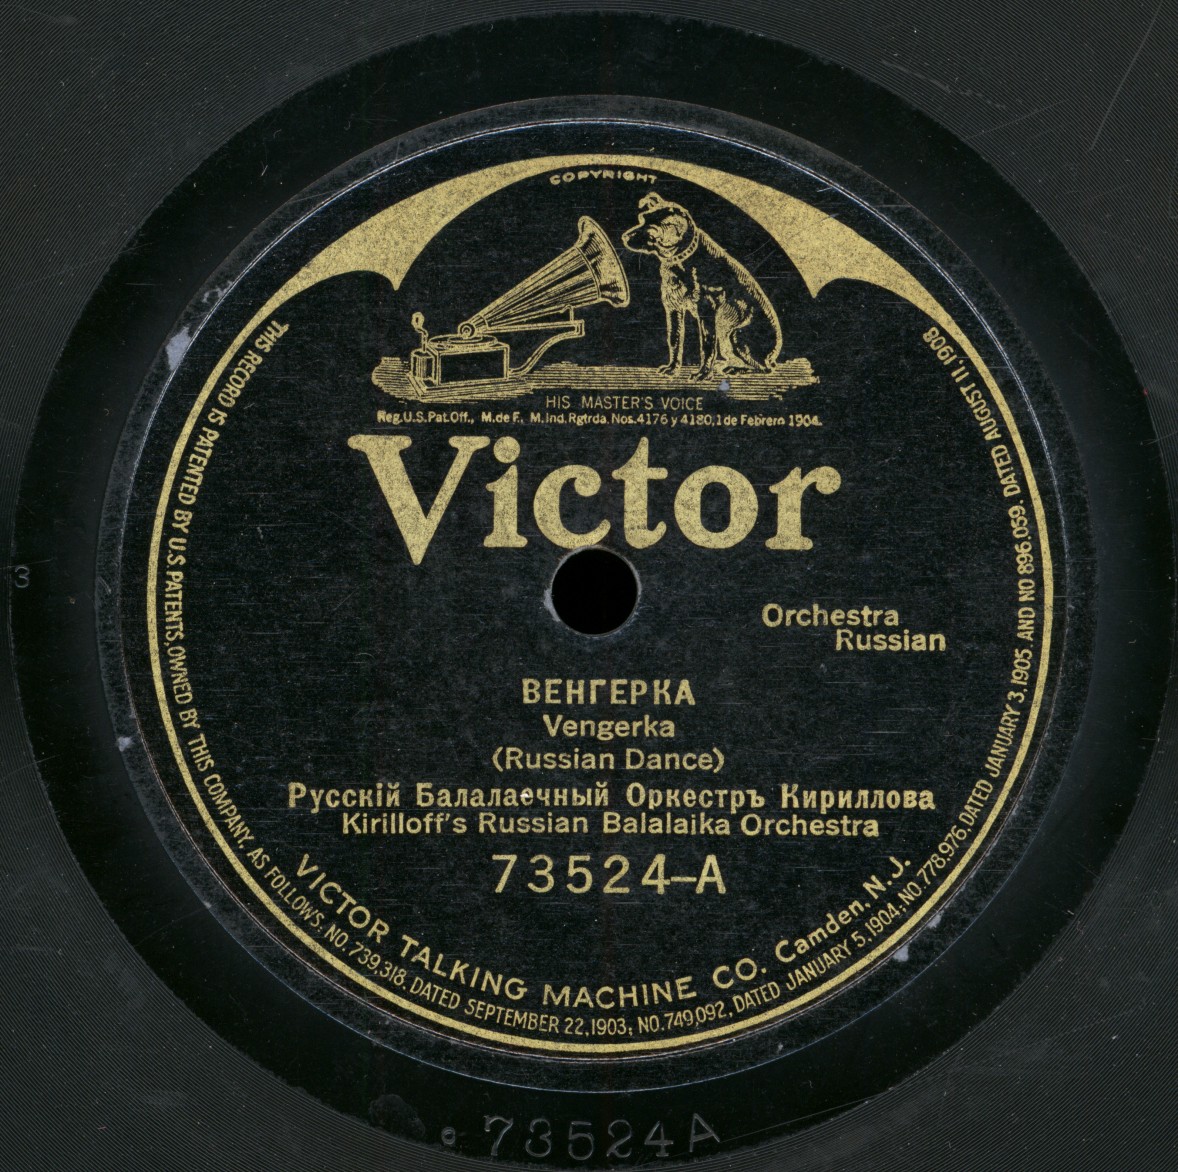 COPYRIGHT
HIS MASTER'S VOICE
Reg.U.S.Pat.Off., M.de F., M.Ind.Rgtrda. Nos.4176 y 4180,1 de Febrero 1904.
Victor
Orchestra
Russian
ВЕНГЕРКА
Vengerka
(Russian Dance)
Русскій Балалаечный Оркестръ Кириллова
Kirilloff's Russian Balalaika Orchestra
73524-A
VICTOR TALKING MACHINE CO. Camden. N.J.
THIS RECORD IS PATENTED BY U.S. PATENTS, OWNED BY THIS COMPANY, AS FOLLOWS: NO. 739,318, DATED SEPTEMBER 22,1903; NO.749,092, DATED JANUARY 5,1904; NO.778,976, DATED JANUARY 3,1905 AND NO 896,059, DATED AUGUST 11,1908
3
73524A